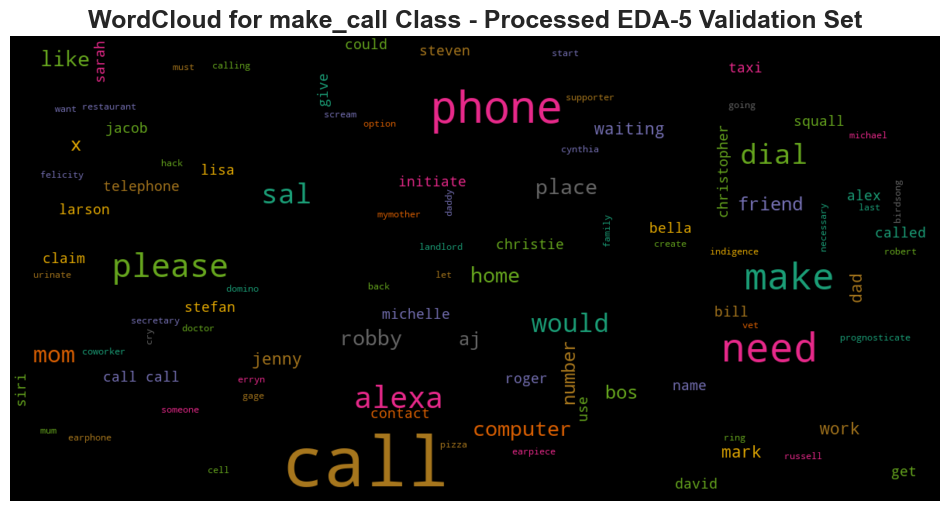 WordCloud for make_call Class - Processed EDA-5 Validation Set
could
steven
start
like
sarah
must
calling
taxi
give
supporter
want
restaurant
scream
phone
going
option
waiting
squall
jacob
michael
x
cynthia
dial
hack
lisa
christopher
felicity
telephone
initiate
place
sal
daddy
friend
alex
birdsong
larson
mymother
last
family
bella
necessary
called
landlord
christie
create
indigence
robert
claim
please
urinate
let
home
make
dad
back
domino
stefan
michelle
would
bill
secretary
doctor
cry
vet
prognosticate
robby
aj
need
mom
coworker
jenny
number
call call
erryn
roger
name
siri
gage
alexa
use
bos
someone
contact
computer
mum
earphone
call
pizza
earpiece
ring
work
mark
russell
cell
david
get